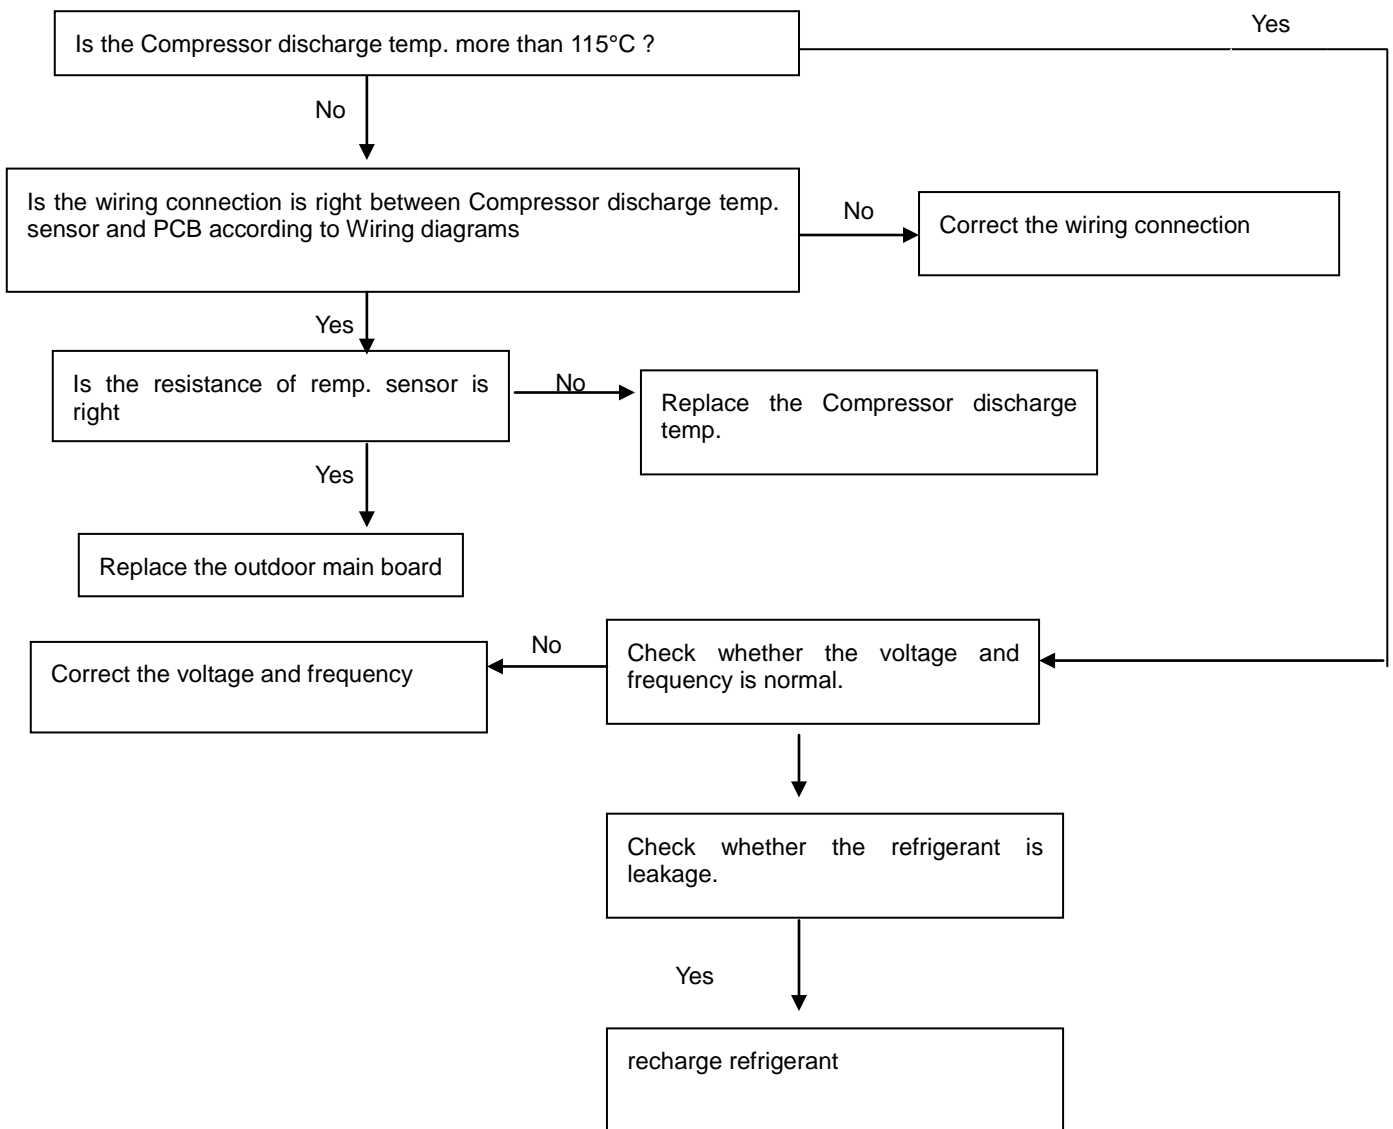 Yes
Is the Compressor discharge temp. more than 115°C ?
No
Is the wiring connection is right between Compressor discharge temp.
sensor and PCB according to Wiring diagrams
No
Correct the wiring connection
Yes
Is the resistance of remp. sensor is
right
No
Replace the Compressor discharge
temp.
Yes
Replace the outdoor main board
Correct the voltage and frequency
No
Check whether the voltage and
frequency is normal.
Check whether the refrigerant is
leakage.
Yes
recharge refrigerant